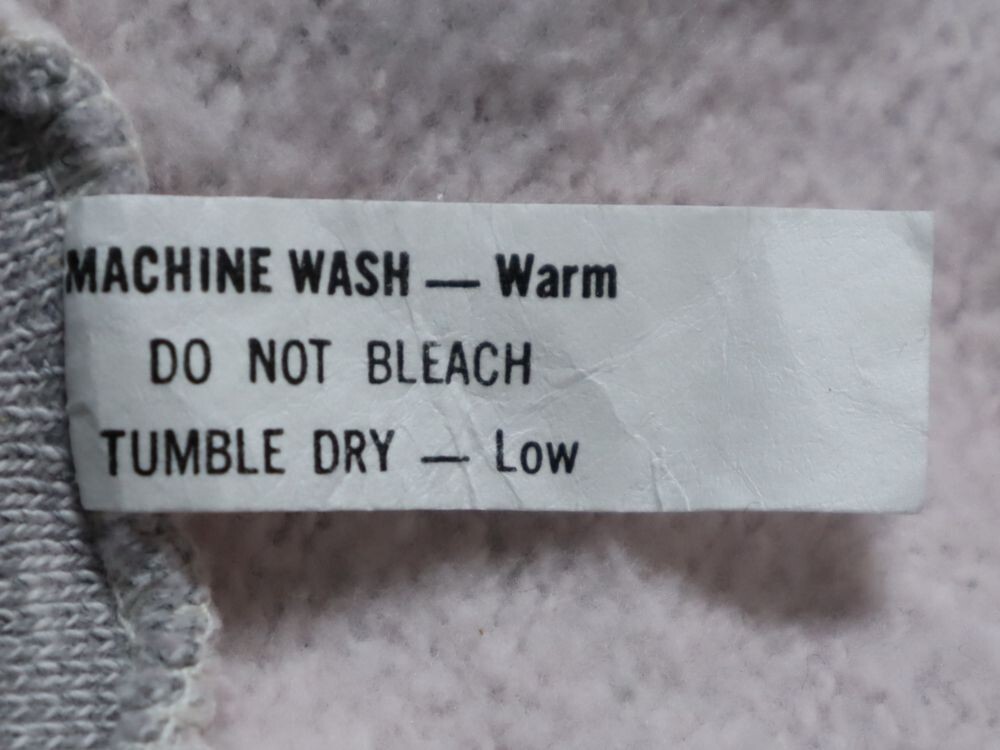 MACHINE WASH — Warm
DO NOT BLEACH
TUMBLE DRY — Low